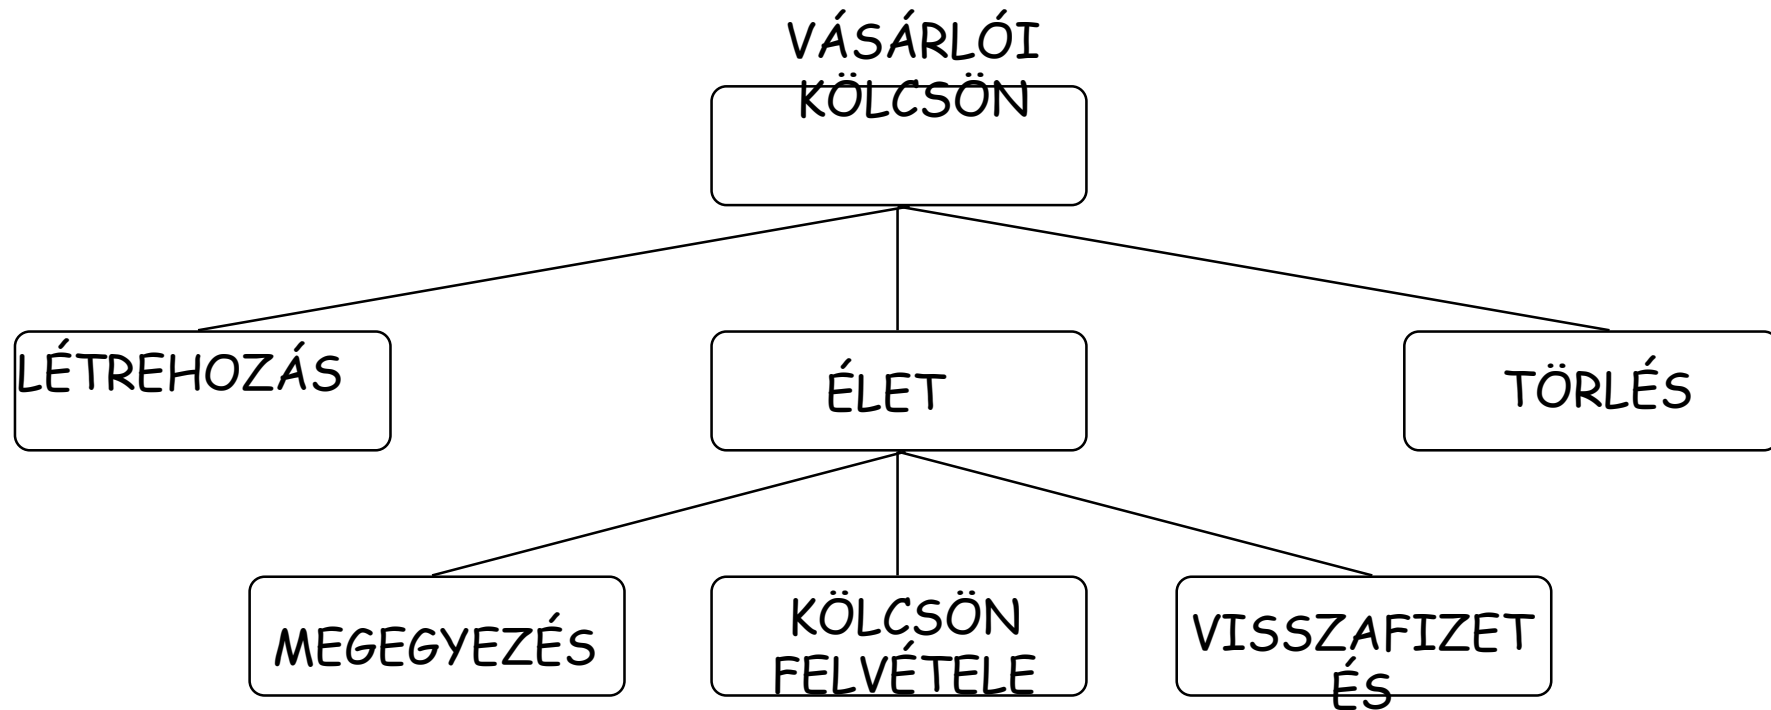 VÁSÁRLÓI
KÖLCSÖN
LÉTREHOZÁS
ÉLET
TÖRLÉS
MEGEGYEZÉS
KÖLCSÖN
FELVÉTELE
VISSZAFIZET
ÉS